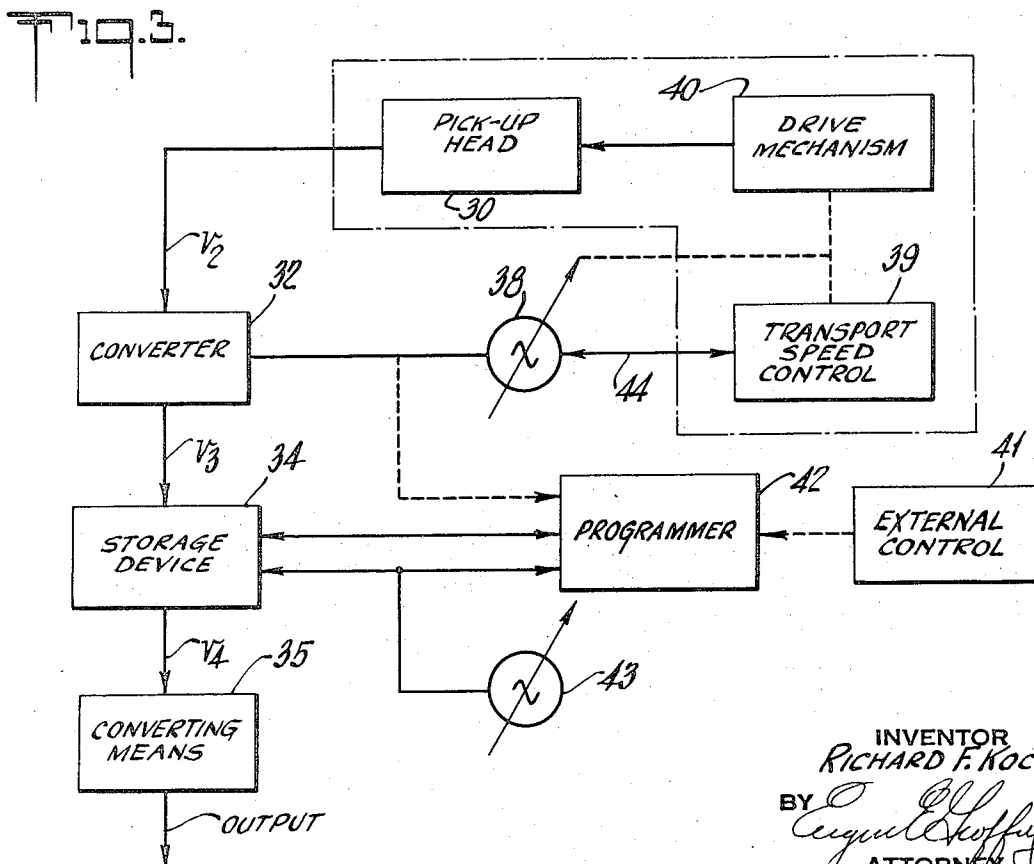 Fig. 3.
PICK-UP
HEAD
30
40
DRIVE
MECHANISM
V2
32
CONVERTER
38
44
39
TRANSPORT
SPEED
CONTROL
V3
34
STORAGE
DEVICE
42
PROGRAMMER
41
EXTERNAL
CONTROL
V4
35
CONVERTING
MEANS
43
OUTPUT
INVENTOR
RICHARD F. KOC
BY
ATTORNEY